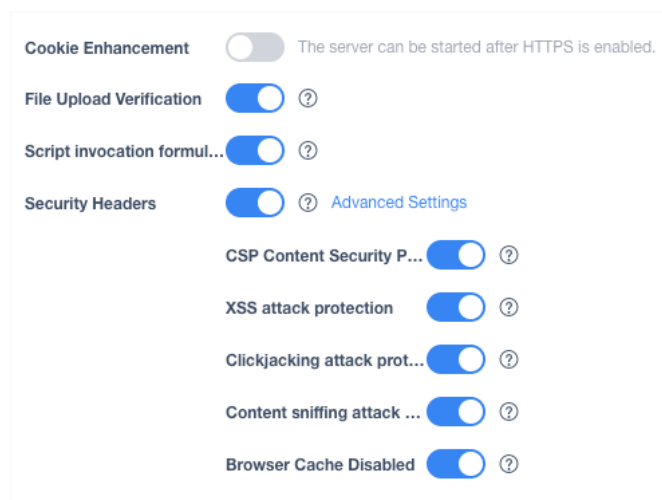 Cookie Enhancement The server can be started after HTTPS is enabled.
File Upload Verification ?
Script invocation formul... ?
Security Headers ? Advanced Settings
CSP Content Security P... ?
XSS attack protection ?
Clickjacking attack prot... ?
Content sniffing attack ... ?
Browser Cache Disabled ?